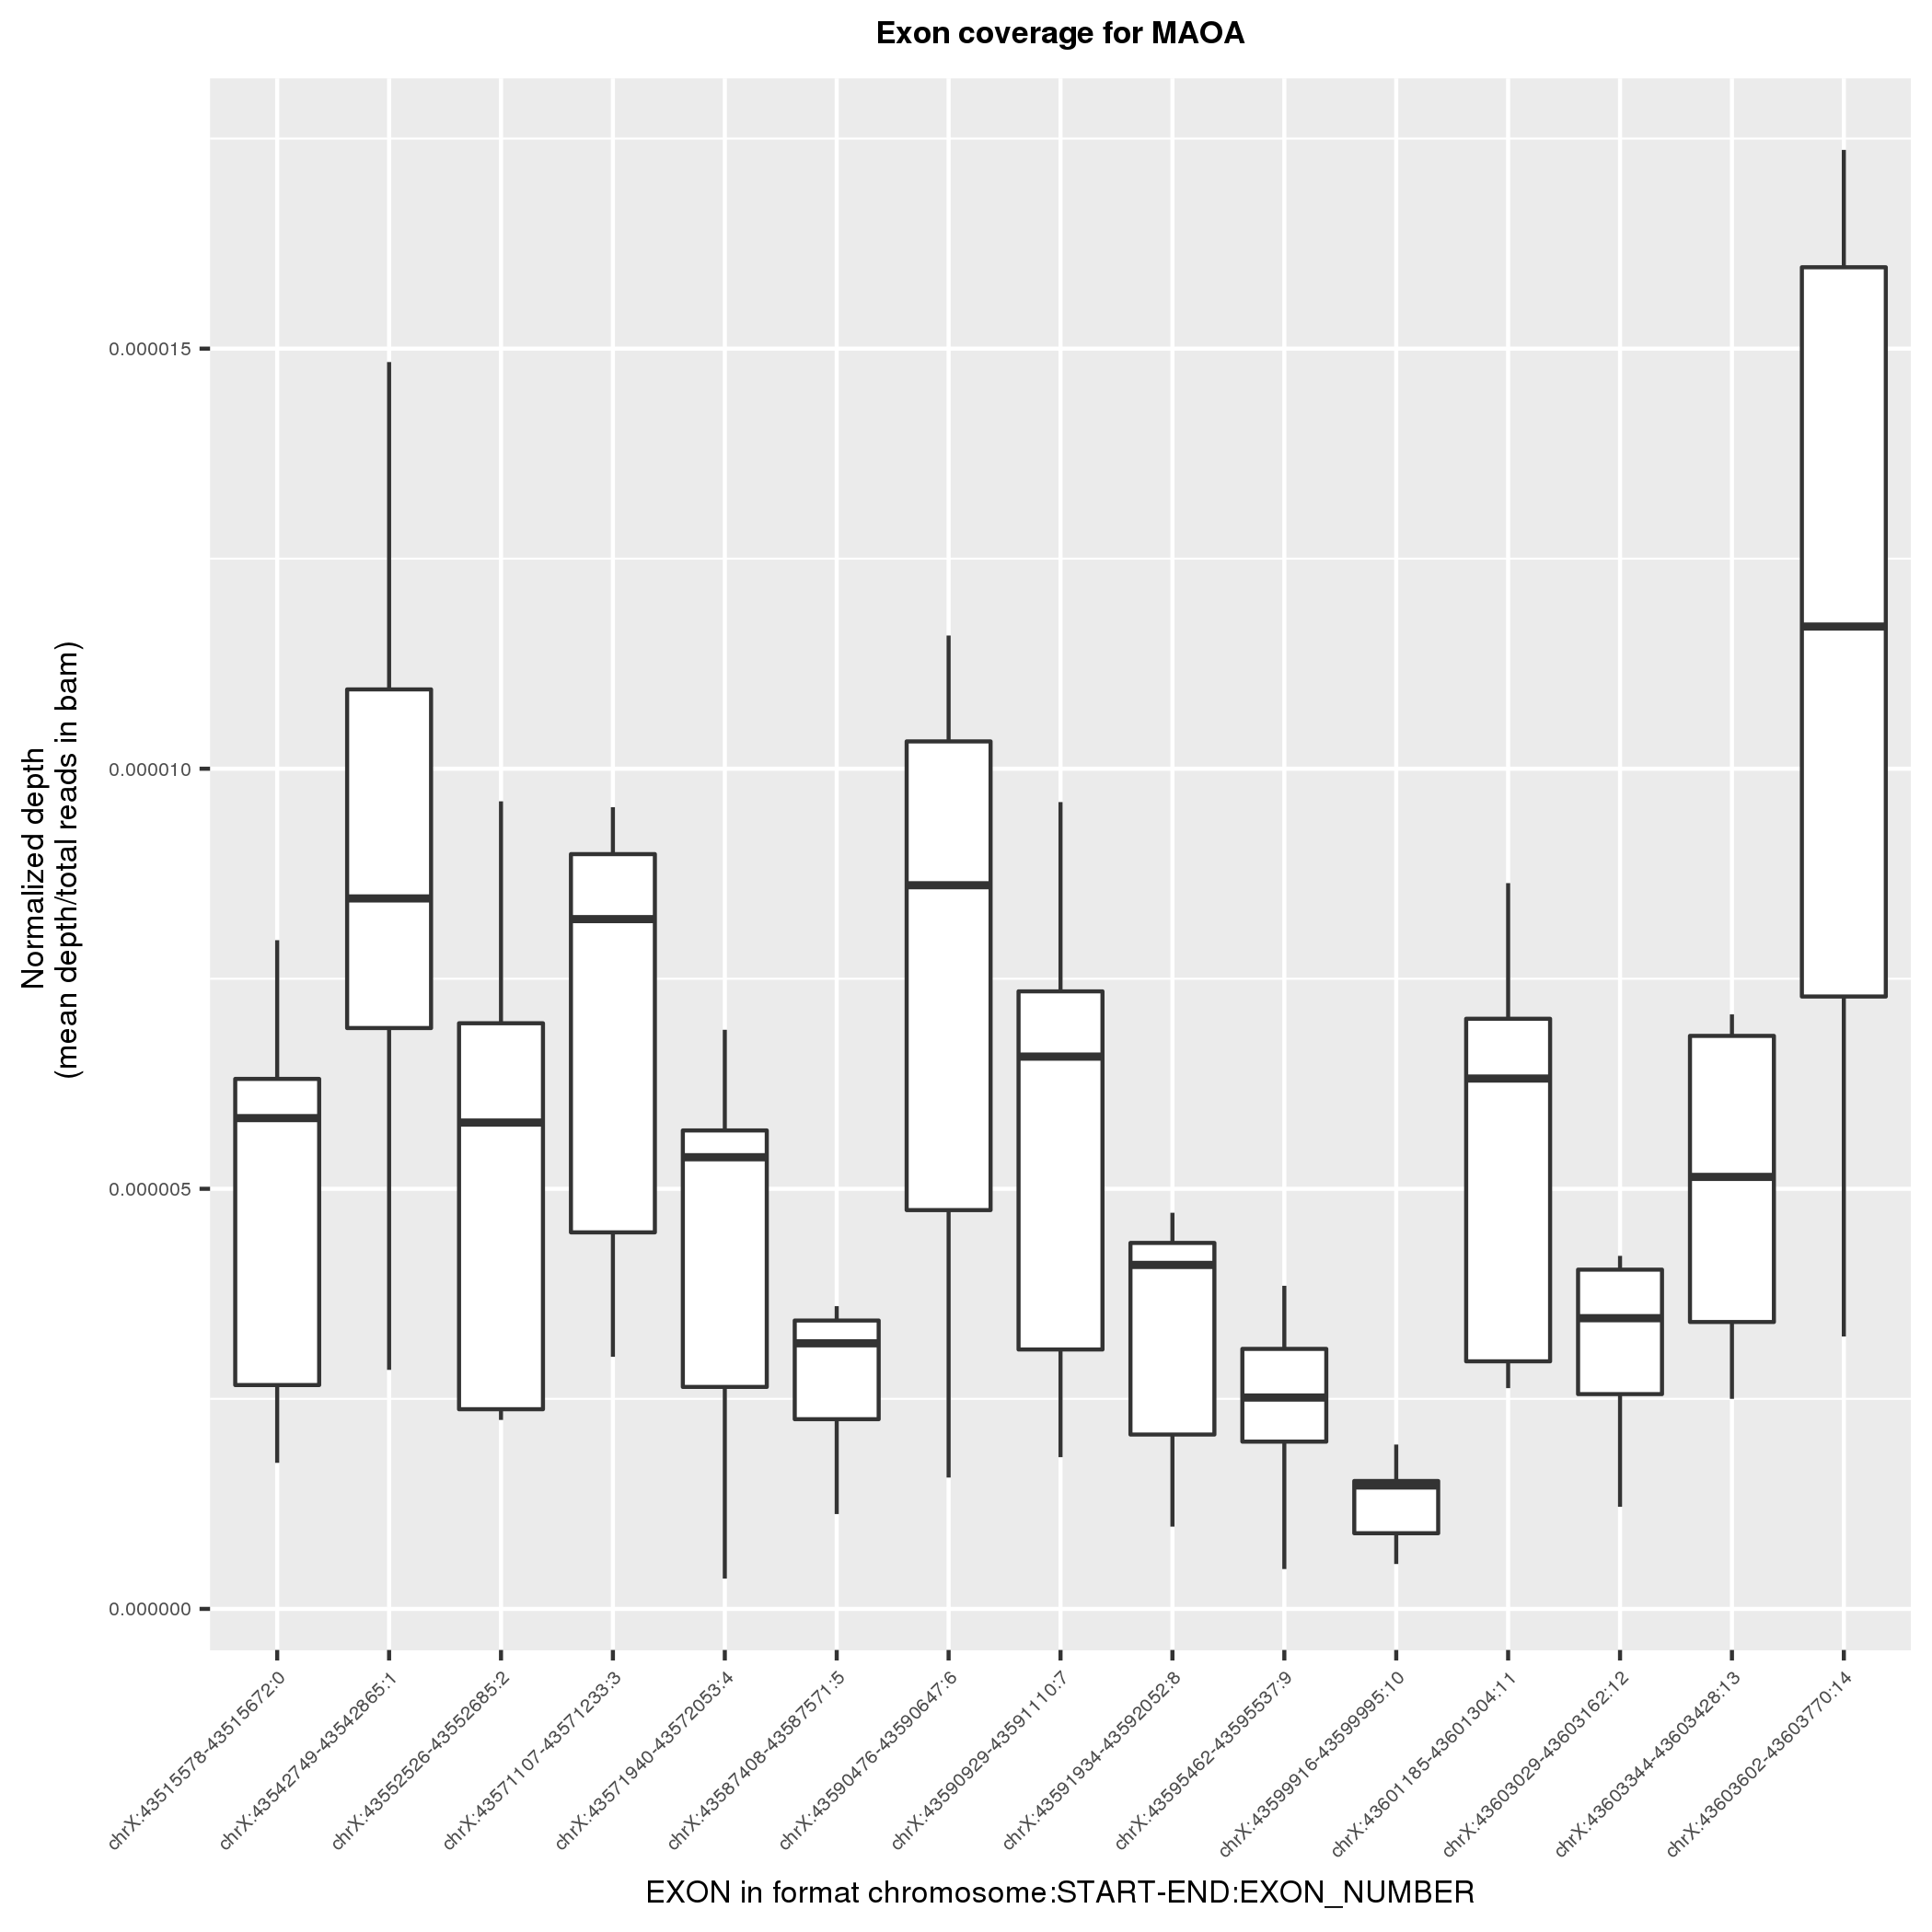 Exon coverage for MAOA
Normalized depth
(mean depth/total reads in bam)
0.000015
0.000010
0.000005
0.000000
chrX:43515578-43515672:0
chrX:43542749-43542865:1
chrX:43552526-43552685:2
chrX:43571107-43571233:3
chrX:43571940-43572053:4
chrX:43587408-43587571:5
chrX:43590476-43590647:6
chrX:43590929-43591110:7
chrX:43591934-43592052:8
chrX:43595462-43595537:9
chrX:43599916-43599995:10
chrX:43601185-43601304:11
chrX:43603029-43603162:12
chrX:43603344-43603428:13
chrX:43603602-43603770:14
EXON in format chromosome:START-END:EXON_NUMBER